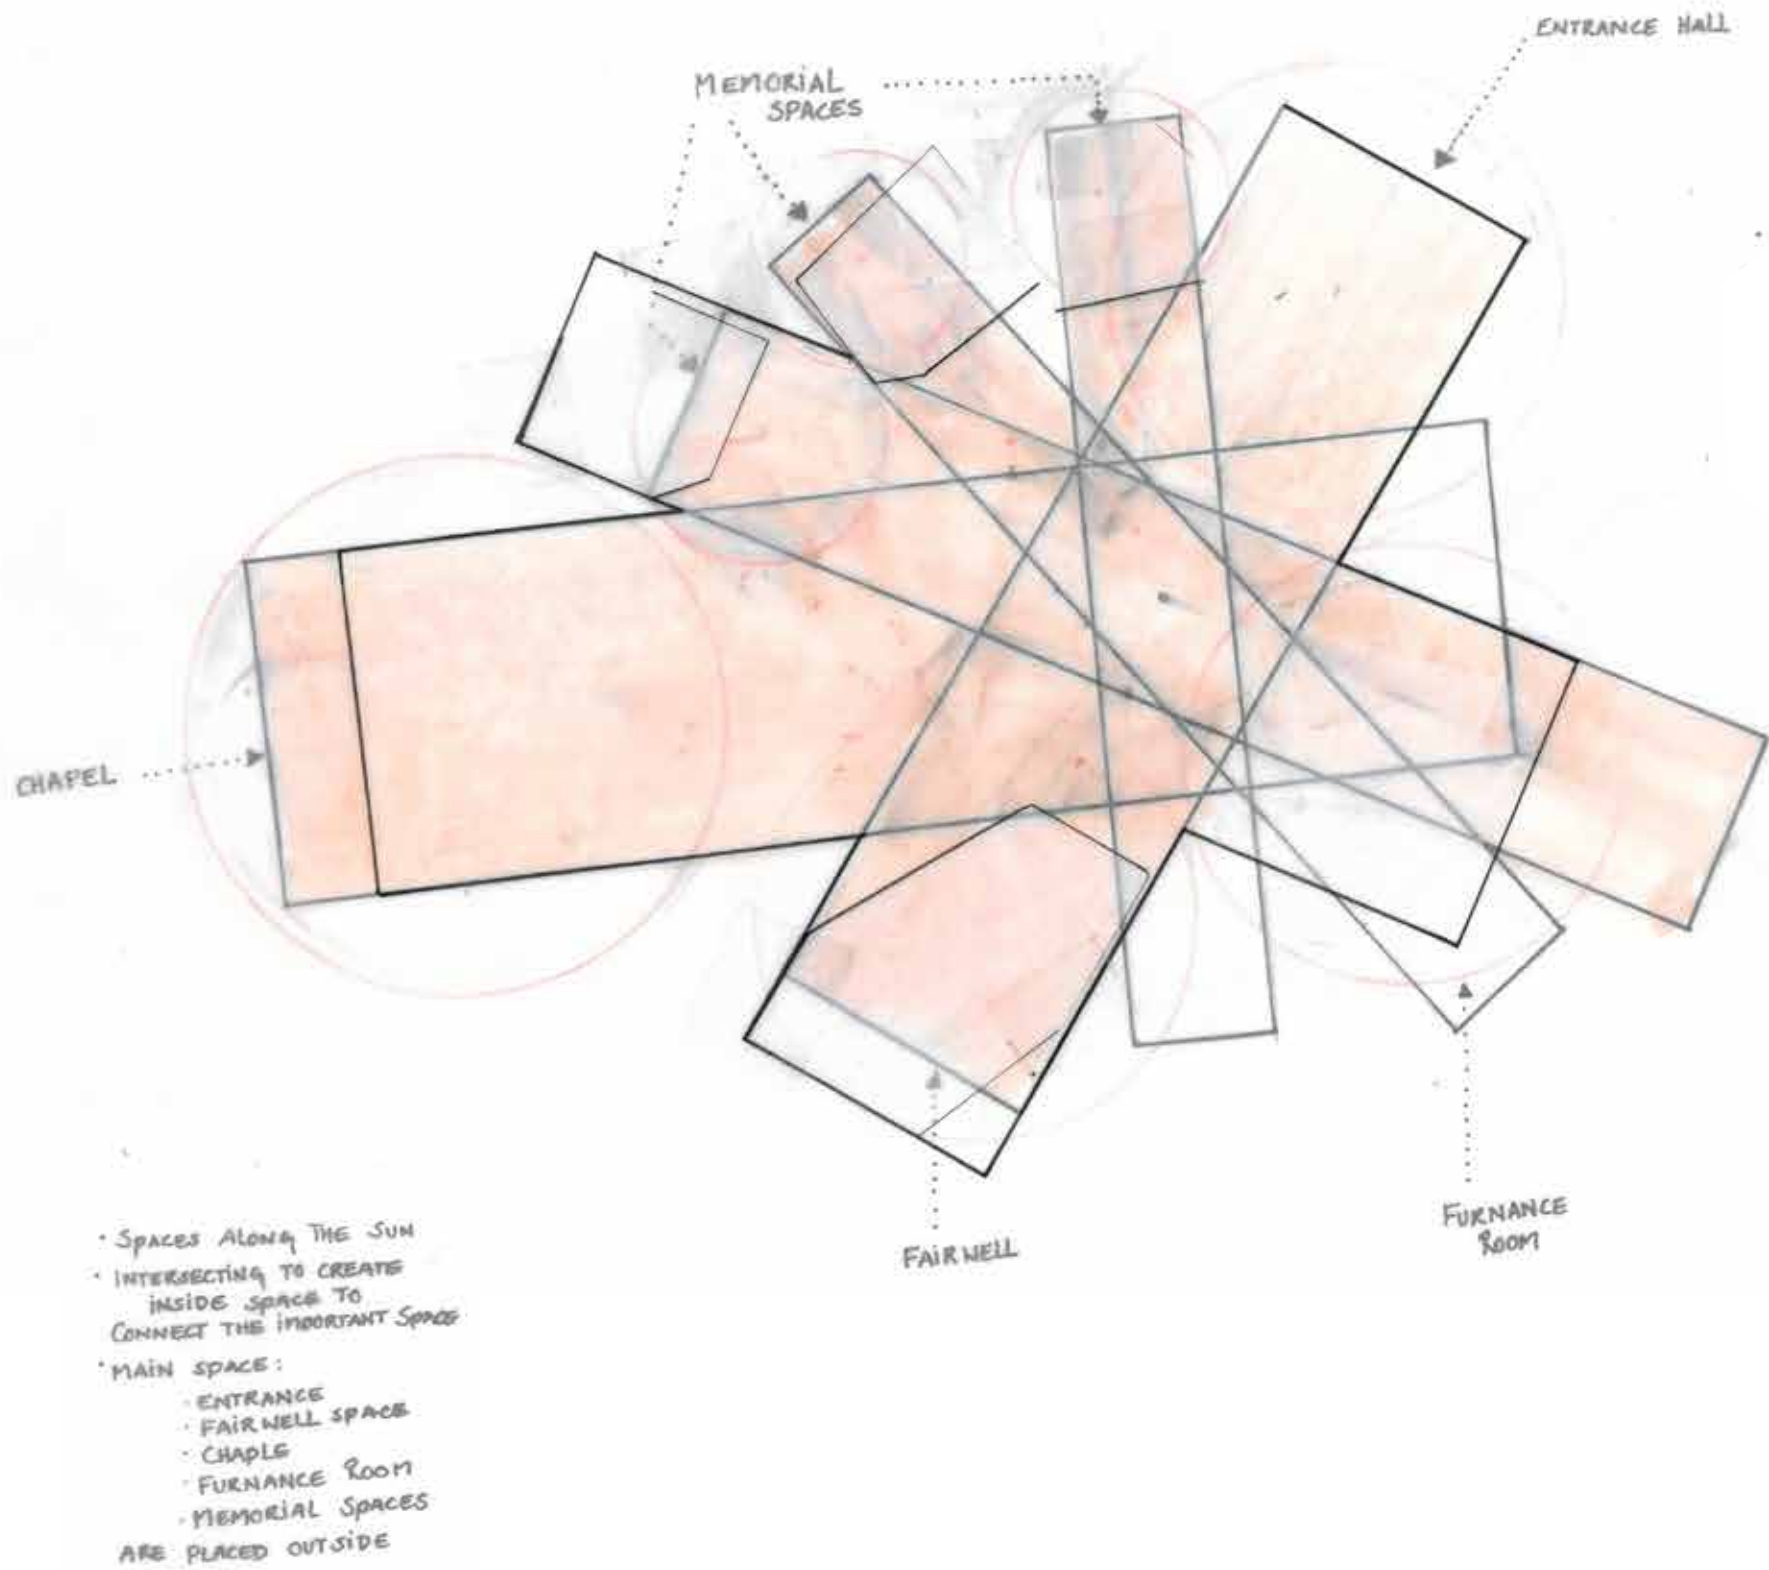 ENTRANCE HALL
MEMORIAL
SPACES
CHAPEL
FAIRWELL
FURNANCE
ROOM
· SPACES ALONG THE SUN
· INTERSECTING TO CREATE
INSIDE SPACE TO
CONNECT THE IMPORTANT SPACE
· MAIN SPACE:
· ENTRANCE
· FAIRWELL SPACE
· CHAPLE
· FURNANCE ROOM
· MEMORIAL SPACES
ARE PLACED OUTSIDE